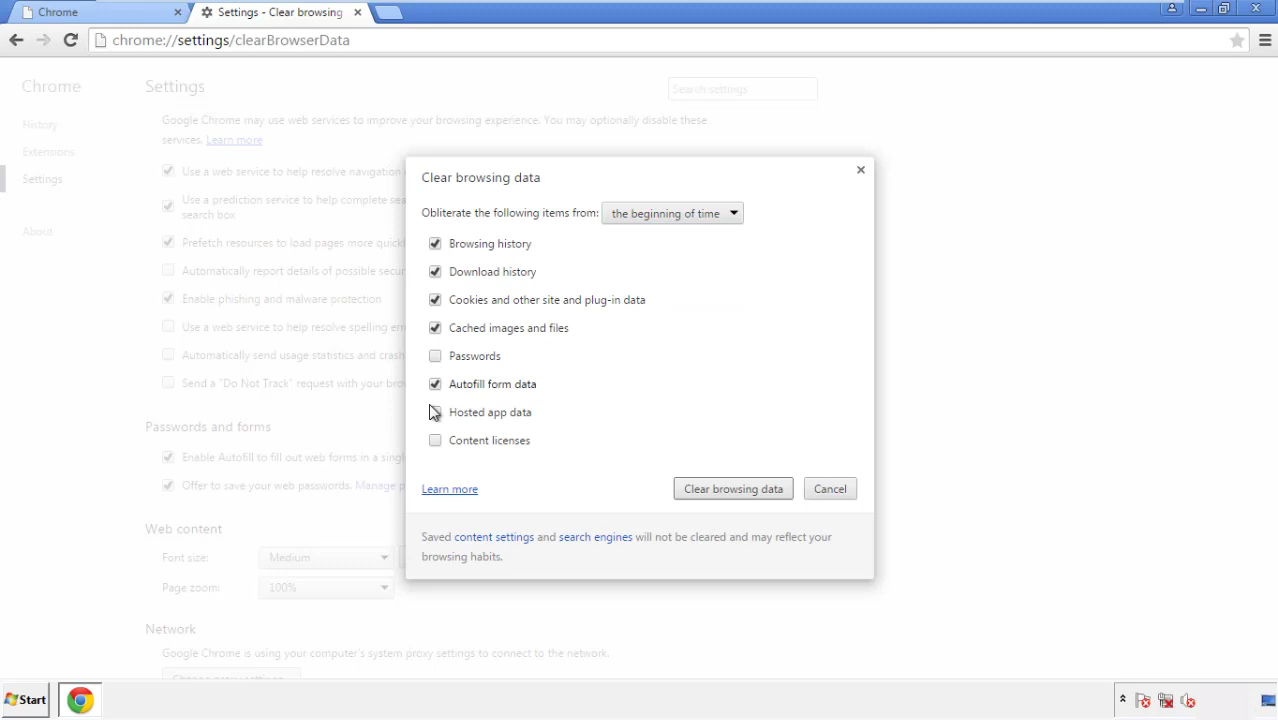 Chrome
Settings - Clear browsing
chrome://settings/clearBrowserData
Chrome
Settings
Search settings
History
Extensions
Settings
About
Google Chrome may use web services to improve your browsing experience. You may optionally disable these
services. Learn more
Use a web service to help resolve navigation
Use a prediction service to help complete
search box
Prefetch resources to load pages more
Automatically report details of possible
Enable phishing and malware protection
Use a web service to help resolve spelling
Automatically send usage statistics and
Send a "Do Not Track" request with your
Passwords and forms
Enable Autofill to fill out web forms in a
Offer to save your web passwords. Manage
Web content
Font size:
Medium
Page zoom:
100%
Network
Google Chrome is using your computer's system proxy settings to connect to the network.
Clear browsing data
Obliterate the following items from:
the beginning of time
Browsing history
Download history
Cookies and other site and plug-in data
Cached images and files
Passwords
Autofill form data
Hosted app data
Content licenses
Learn more
Clear browsing data
Cancel
Saved content settings and search engines will not be cleared and may reflect your
browsing habits.
Start